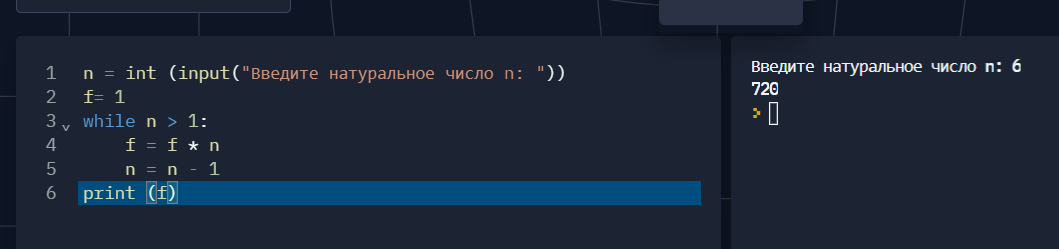 1 n = int (input("Введите натуральное число n: "))
2 f= 1
3 while n > 1:
4     f = f * n
5     n = n - 1
6 print (f)
Введите натуральное число n: 6
720
>